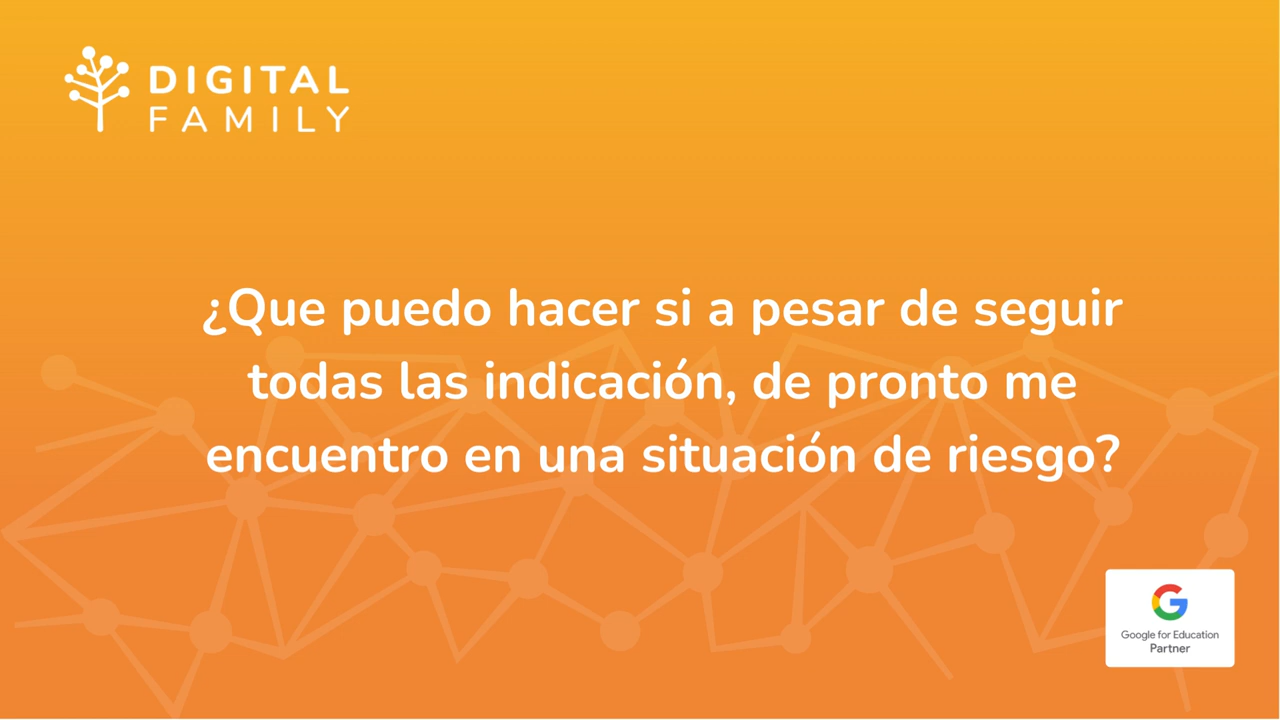 DIGITAL
FAMILY
¿Que puedo hacer si a pesar de seguir
todas las indicación, de pronto me
encuentro en una situación de riesgo?
Google for Education
Partner